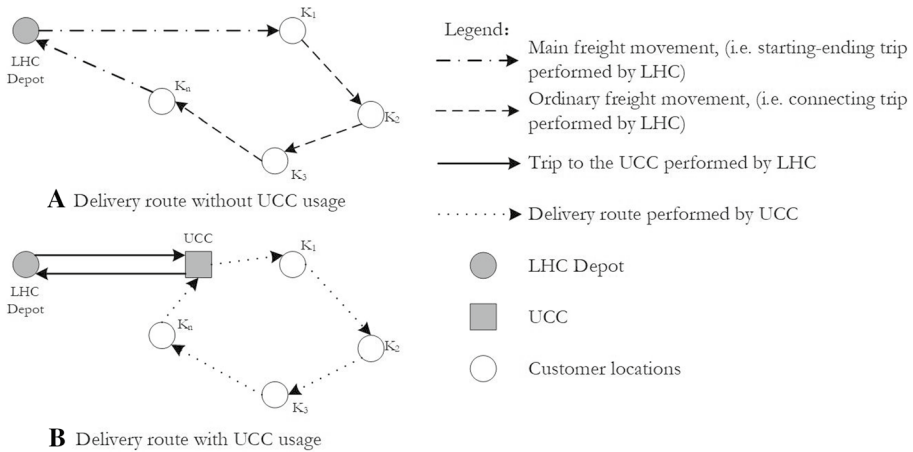 K1
LHC
Depot
Kn
K2
K3
A Delivery route without UCC usage
UCC
K1
LHC
Depot
Kn
K2
K3
B Delivery route with UCC usage
Legend:
Main freight movement, (i.e. starting-ending trip
performed by LHC)
Ordinary freight movement, (i.e. connecting trip
performed by LHC)
Trip to the UCC performed by LHC
Delivery route performed by UCC
LHC Depot
UCC
Customer locations